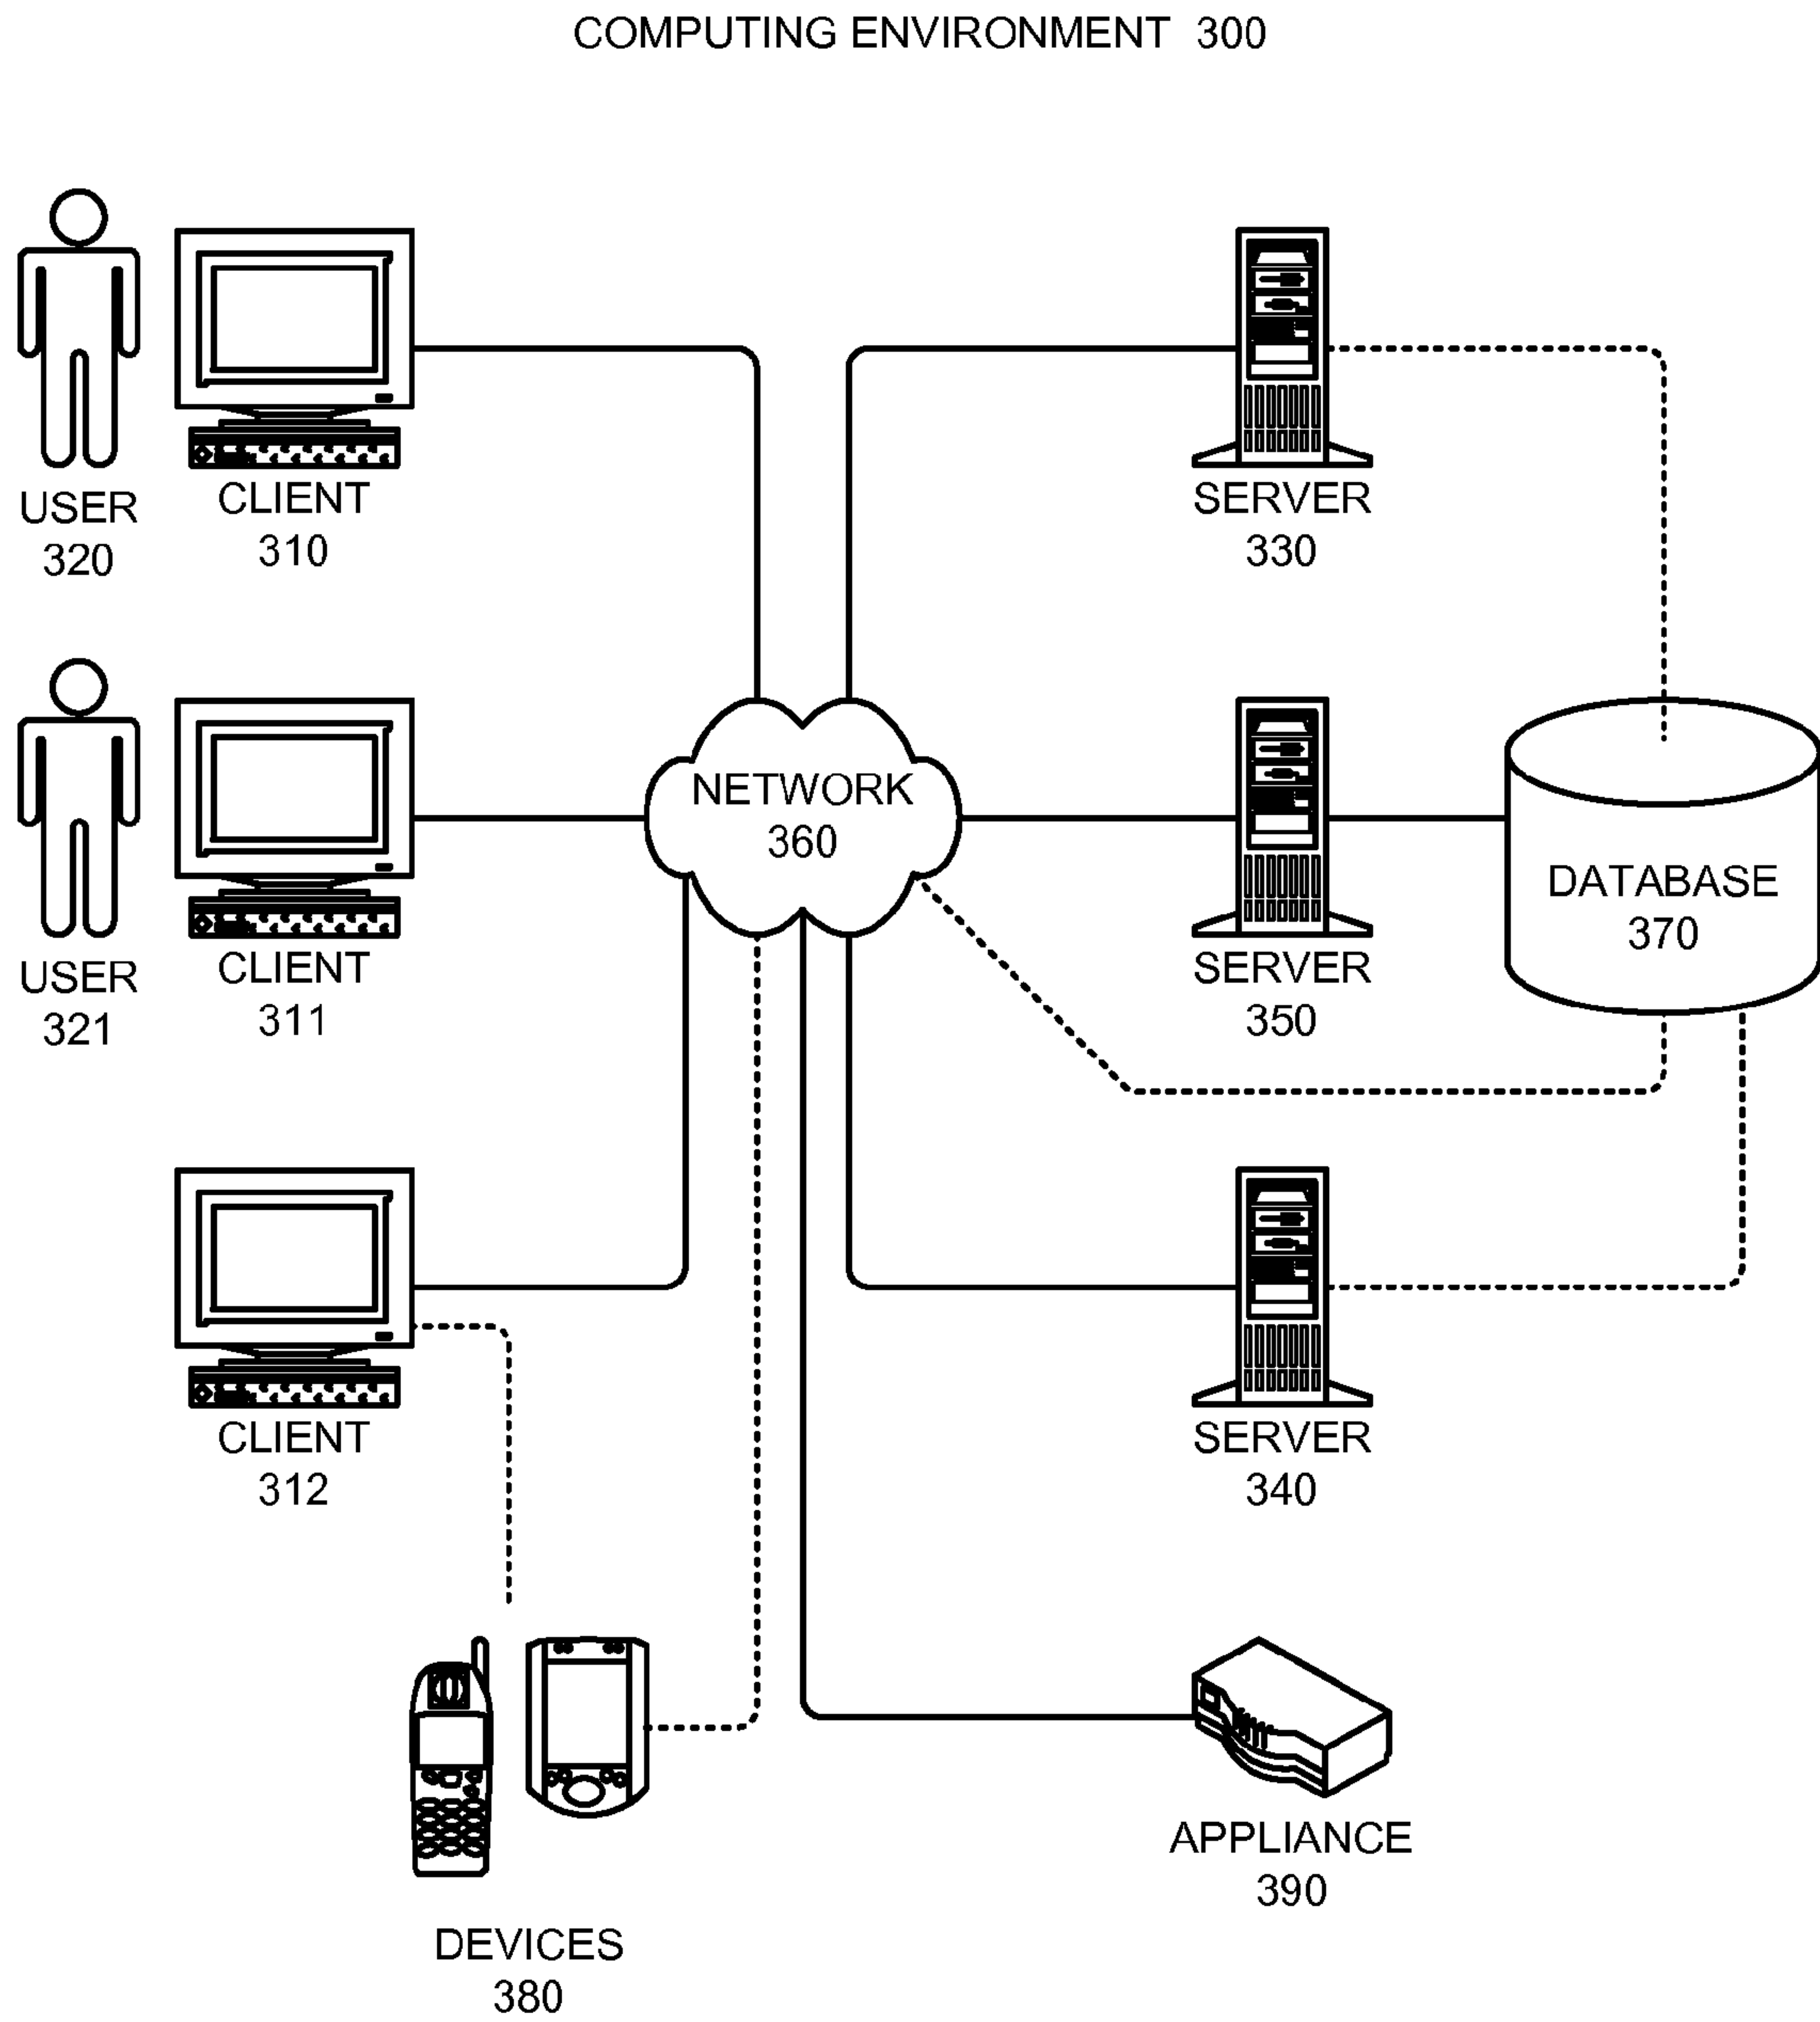 COMPUTING ENVIRONMENT 300
USER
320
CLIENT
310
SERVER
330
USER
321
CLIENT
311
NETWORK
360
SERVER
350
DATABASE
370
CLIENT
312
SERVER
340
DEVICES
380
APPLIANCE
390